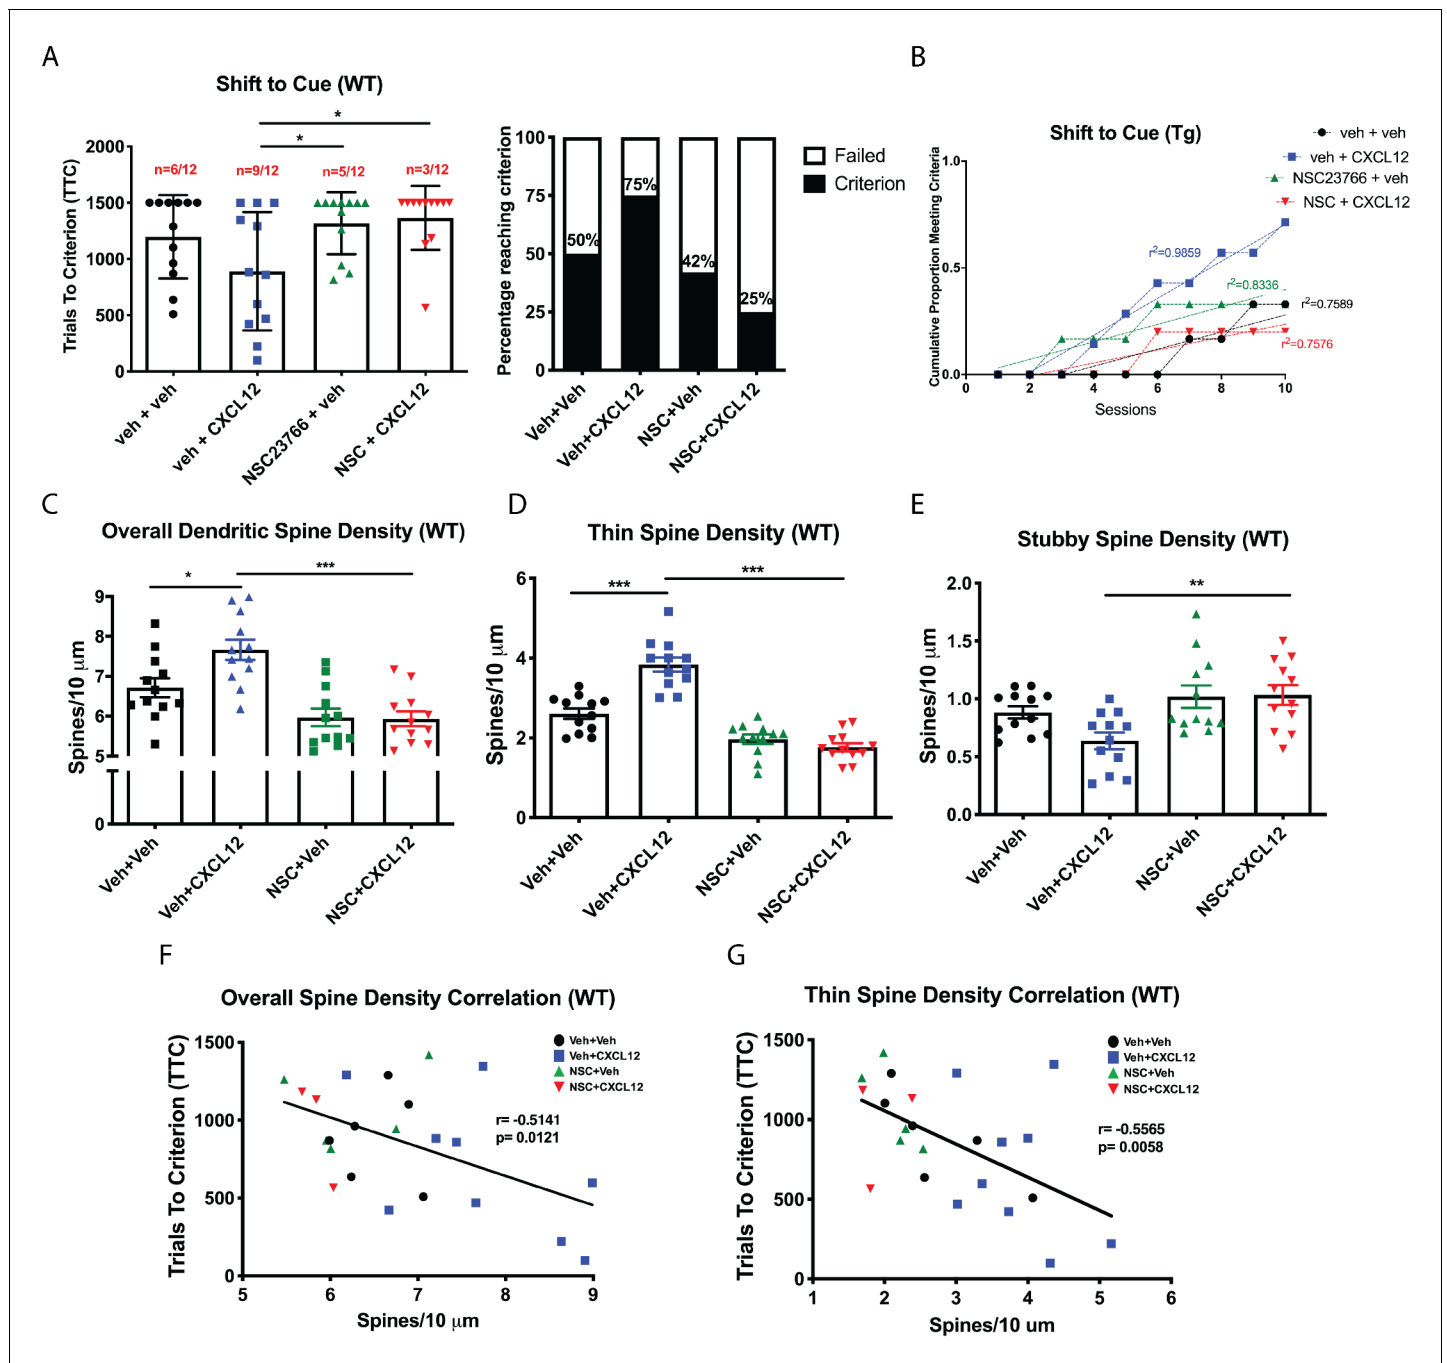 A
Shift to Cue (WT)
*
*
Trials To Criterion (TTC)
2000
1500
1000
500
0
n=6/12
n=9/12
n=5/12
n=3/12
veh + veh
veh + CXCL12
NSC23766 + veh
NSC + CXCL12
Percentage reaching criterion
100
75
50
25
0
50%
75%
42%
25%
Failed
Criterion
Veh+Veh
Veh+CXCL12
NSC+Veh
NSC+CXCL12
B
Shift to Cue (Tg)
veh + veh
veh + CXCL12
NSC23766 + veh
NSC + CXCL12
Cumulative Proportion Meeting Criteria
1.0
0.5
0.0
r²=0.9859
r²=0.8336
r²=0.7589
r²=0.7576
0
2
4
6
8
10
Sessions
C
Overall Dendritic Spine Density (WT)
*
***
Spines/10 μm
9
8
7
6
5
0
Veh+Veh
Veh+CXCL12
NSC+Veh
NSC+CXCL12
D
Thin Spine Density (WT)
***
***
Spines/10 μm
6
4
2
0
Veh+Veh
Veh+CXCL12
NSC+Veh
NSC+CXCL12
E
Stubby Spine Density (WT)
**
Spines/10 μm
2.0
1.5
1.0
0.5
0.0
Veh+Veh
Veh+CXCL12
NSC+Veh
NSC+CXCL12
F
Overall Spine Density Correlation (WT)
Trials To Criterion (TTC)
1500
1000
500
0
Veh+Veh
Veh+CXCL12
NSC+Veh
NSC+CXCL12
r= -0.5141
p= 0.0121
5
6
7
8
9
Spines/10 μm
G
Thin Spine Density Correlation (WT)
Trials To Criterion (TTC)
1500
1000
500
0
Veh+Veh
Veh+CXCL12
NSC+Veh
NSC+CXCL12
r= -0.5565
p= 0.0058
1
2
3
4
5
6
Spines/10 um